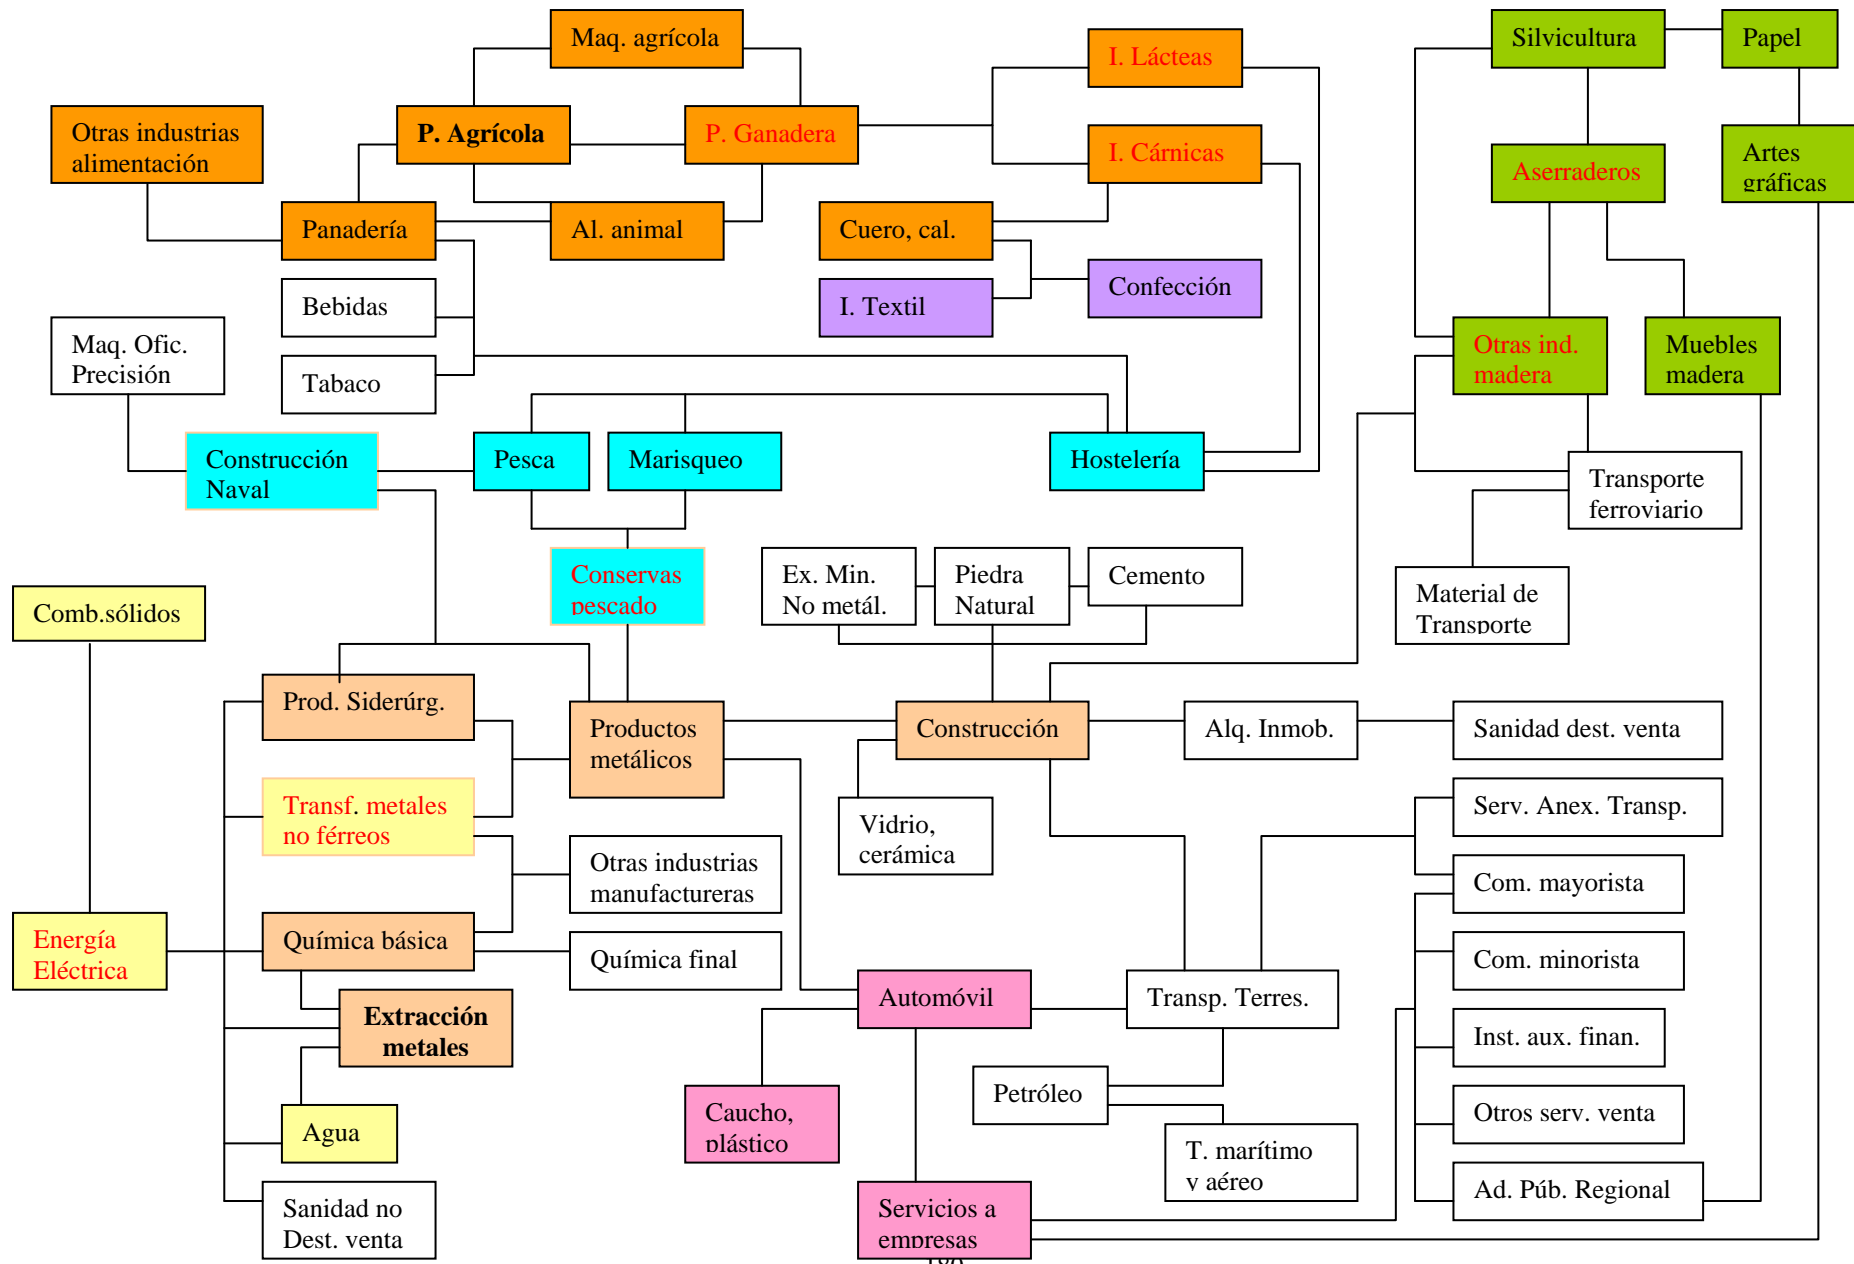 Maq. agrícola
I. Lácteas
Silvicultura
Papel
Otras industrias
alimentación
P. Agrícola
P. Ganadera
I. Cárnicas
Aserraderos
Artes
gráficas
Panadería
Al. animal
Cuero, cal.
Bebidas
I. Textil
Confección
Maq. Ofic.
Precisión
Tabaco
Otras ind.
madera
Muebles
madera
Construcción
Naval
Pesca
Marisqueo
Hostelería
Transporte
ferroviario
Comb.sólidos
Conservas
pescado
Ex. Min.
No metál.
Piedra
Natural
Cemento
Material de
Transporte
Prod. Siderúrg.
Productos
metálicos
Construcción
Alq. Inmob.
Sanidad dest. venta
Transf. metales
no férreos
Vidrio,
cerámica
Serv. Anex. Transp.
Otras industrias
manufactureras
Com. mayorista
Energía
Eléctrica
Química básica
Química final
Com. minorista
Extracción
metales
Automóvil
Transp. Terres.
Inst. aux. finan.
Agua
Caucho,
plástico
Petróleo
Otros serv. venta
T. marítimo
y aéreo
Ad. Púb. Regional
Sanidad no
Dest. venta
Servicios a
empresas